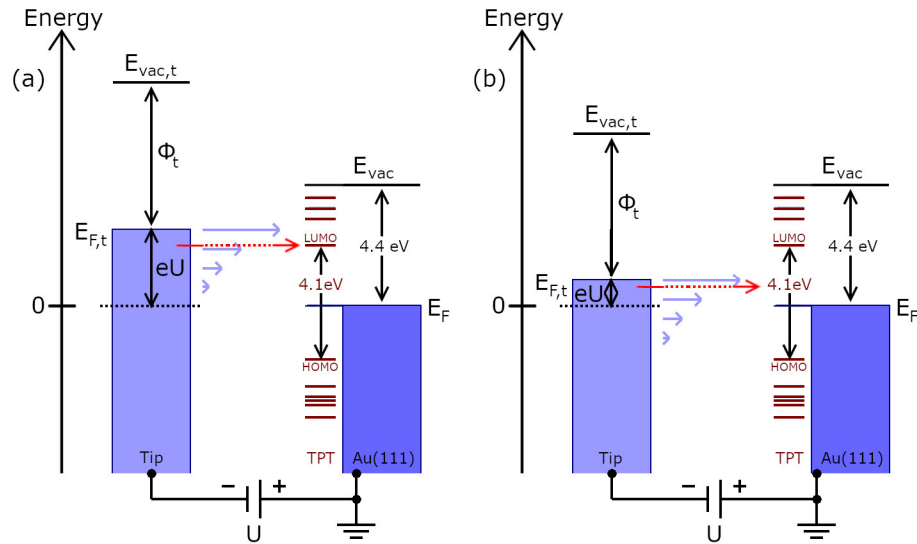 Energy
(a)
E_vac,t
Φ_t
E_vac
E_F,t
LUMO
eU
4.1eV
4.4 eV
0
E_F
HOMO
Tip
TPT
Au(111)
− +
U
Energy
(b)
E_vac,t
Φ_t
E_vac
LUMO
4.4 eV
E_F,t
eU
4.1eV
0
E_F
HOMO
Tip
TPT
Au(111)
− +
U